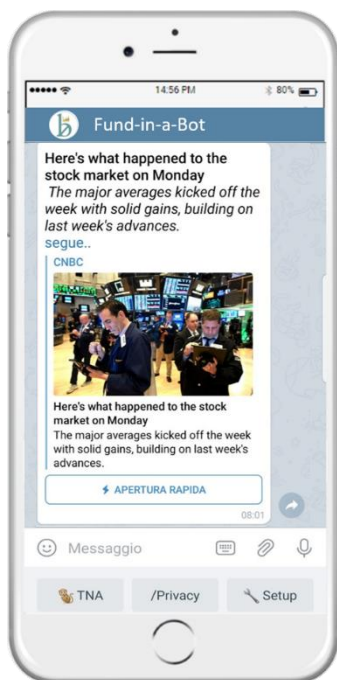 14:56 PM
80%
Fund-in-a-Bot
Here's what happened to the
stock market on Monday
The major averages kicked off the
week with solid gains, building on
last week's advances.
segue..
CNBC
Here's what happened to the stock
market on Monday
The major averages kicked off the week
with solid gains, building on last week's
advances.
APERTURA RAPIDA
08:01
Messaggio
TNA
/Privacy
Setup